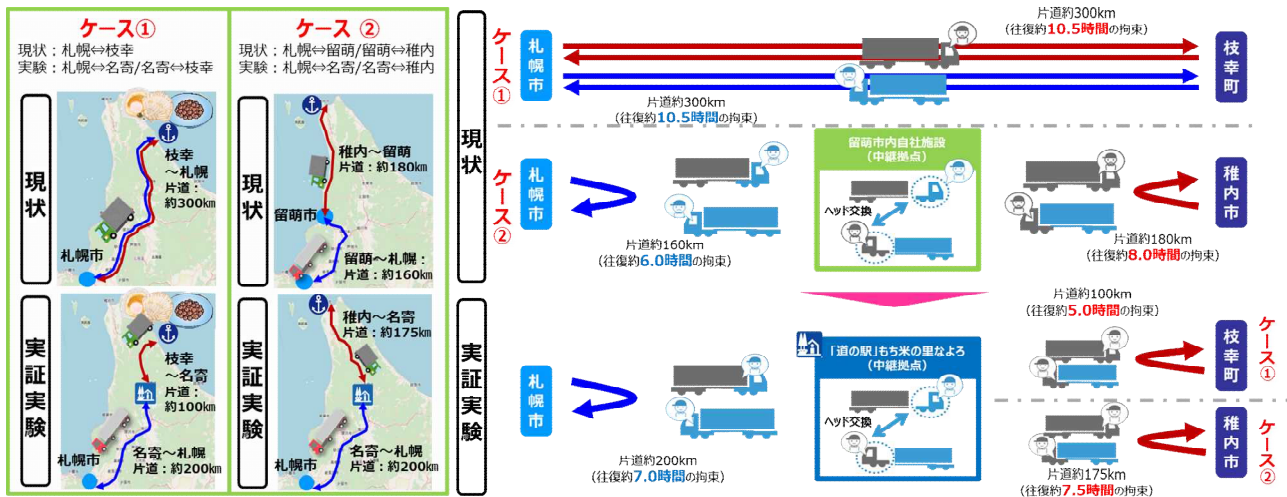 ケース①
現状：札幌⇔枝幸
実験：札幌⇔名寄/名寄⇔枝幸
ケース ②
現状：札幌⇔留萌/留萌⇔稚内
実験：札幌⇔名寄/名寄⇔稚内
現状
枝幸
～札幌
片道：
約300km
札幌市
現状
稚内～留萌
片道：約180km
留萌市
留萌～札幌：
片道：約160km
実証実験
枝幸
～名寄
片道：
約100km
札幌市
名寄～札幌
片道：約200km
実証実験
稚内～名寄
片道：約175km
名寄～札幌
片道：約200km
現状
ケース①
札幌市
片道約300km
(往復約10.5時間の拘束)
枝幸町
片道約300km
(往復約10.5時間の拘束)
ケース②
札幌市
片道約160km
(往復約6.0時間の拘束)
留萌市内自社施設
(中継拠点)
ヘッド交換
稚内市
片道約180km
(往復約8.0時間の拘束)
実証実験
札幌市
片道約200km
(往復約7.0時間の拘束)
「道の駅」もち米の里なよろ
(中継拠点)
ヘッド交換
片道約100km
(往復約5.0時間の拘束)
枝幸町
ケース①
稚内市
ケース②
片道約175km
(往復約7.5時間の拘束)